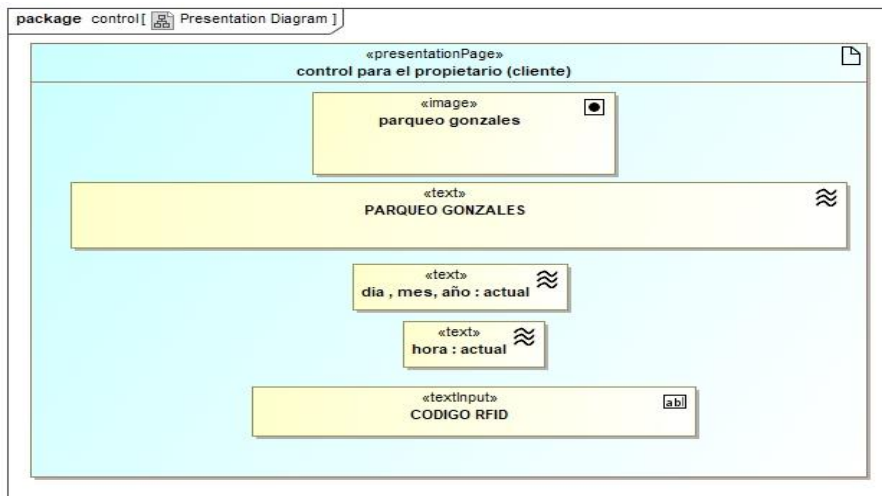 package control[ Presentation Diagram ]
«presentationPage»
control para el propietario (cliente)
«image»
parqueo gonzales
«text»
PARQUEO GONZALES
«text»
dia , mes, año : actual
«text»
hora : actual
«textInput»
CODIGO RFID
abl